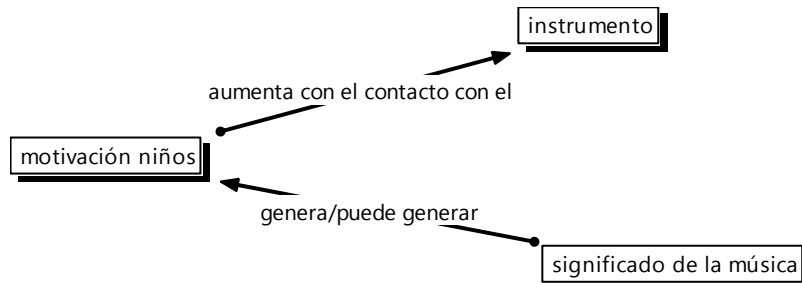 instrumento
aumenta con el contacto con el
motivación niños
genera/puede generar
significado de la música